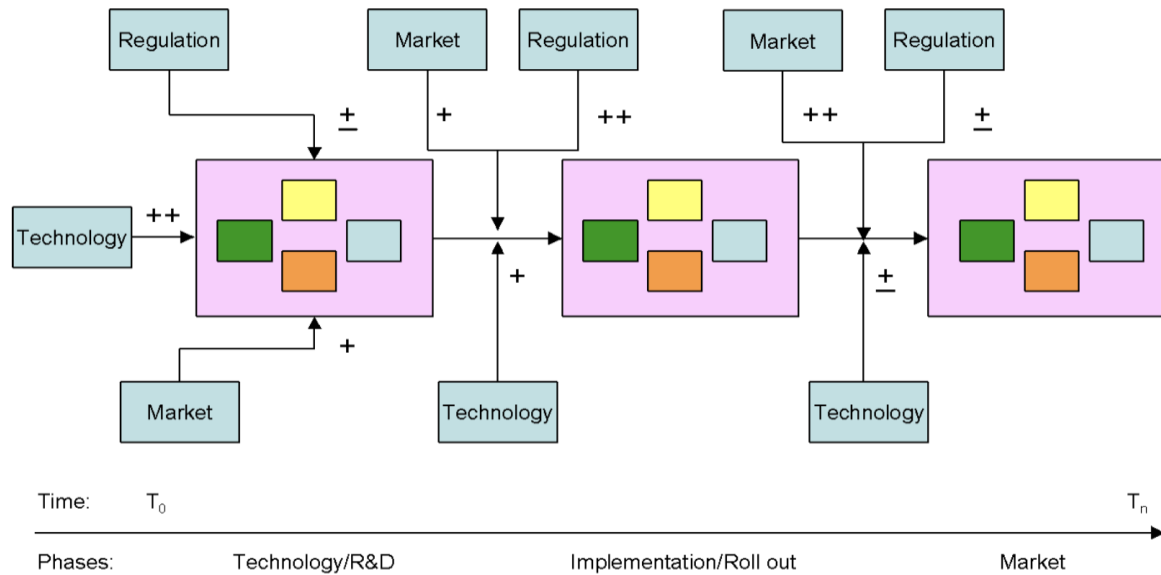 Regulation
Market
Regulation
Market
Regulation
±
+
++
++
±
++
Technology
+
±
+
Market
Technology
Technology
Time: T0 Tn
Phases: Technology/R&D Implementation/Roll out Market